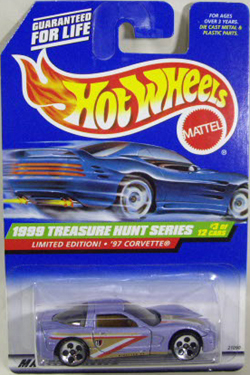 GUARANTEED
FOR LIFE
FOR AGES
OVER 3 YEARS.
DIE CAST METAL &
PLASTIC PARTS.
Hot Wheels
MATTEL
1999 TREASURE HUNT SERIES
#3 of
12 CARS
LIMITED EDITION! • '97 CORVETTE®